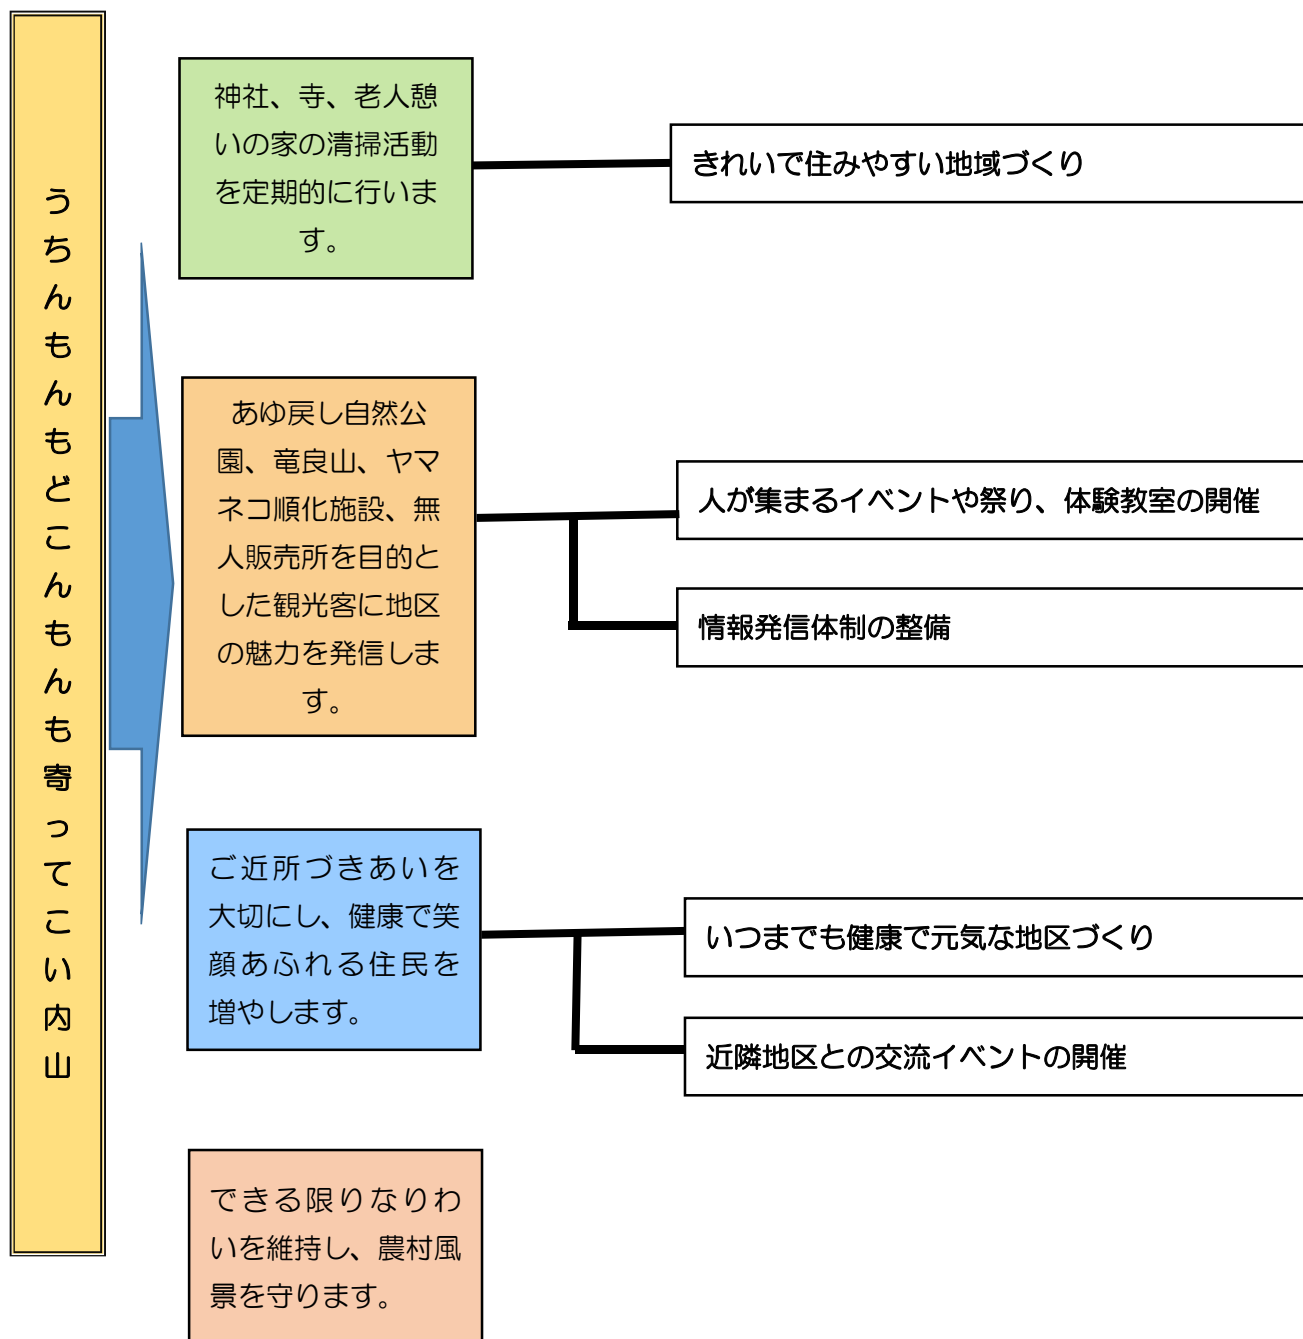 うちんもんもどこんもんも寄ってこい内山
神社、寺、老人憩
いの家の清掃活動
を定期的に行いま
す。
きれいで住みやすい地域づくり
あゆ戻し自然公
園、竜良山、ヤマ
ネコ順化施設、無
人販売所を目的と
した観光客に地区
の魅力を発信しま
す。
人が集まるイベントや祭り、体験教室の開催
情報発信体制の整備
ご近所づきあいを
大切にし、健康で笑
顔あふれる住民を
増やします。
いつまでも健康で元気な地区づくり
近隣地区との交流イベントの開催
できる限りなりわ
いを維持し、農村風
景を守ります。